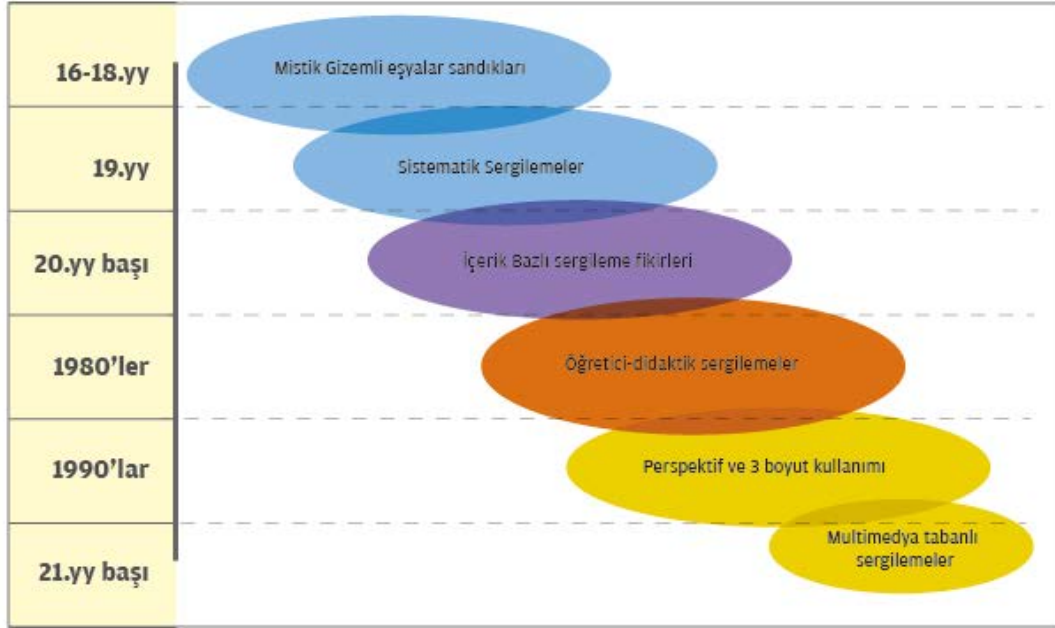 16-18.yy
Mistik Gizemli eşyalar sandıkları
19.yy
Sistematik Sergilemeler
20.yy başı
İçerik Bazlı sergileme fikirleri
1980’ler
Öğretici-didaktik sergilemeler
1990’lar
Perspektif ve 3 boyut kullanımı
21.yy başı
Multimedya tabanlı
sergilemeler